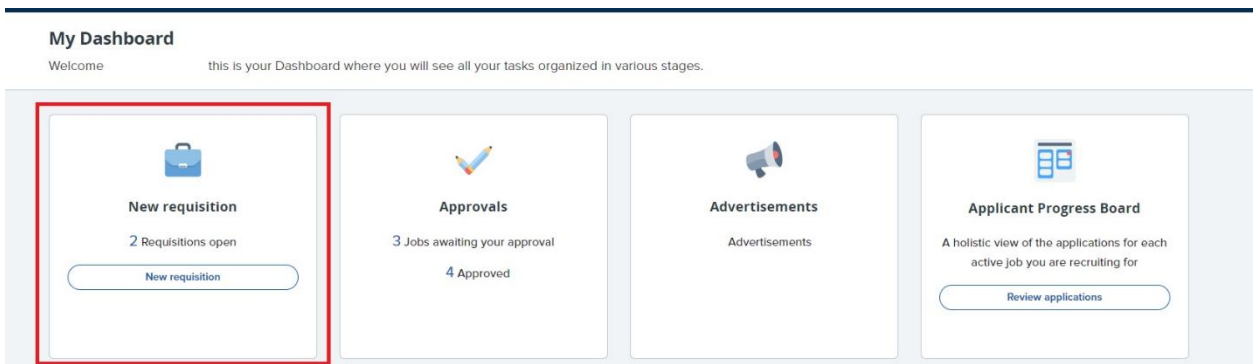 My Dashboard
Welcome this is your Dashboard where you will see all your tasks organized in various stages.
New requisition
2 Requisitions open
New requisition
Approvals
3 Jobs awaiting your approval
4 Approved
Advertisements
Advertisements
Applicant Progress Board
A holistic view of the applications for each
active job you are recruiting for
Review applications